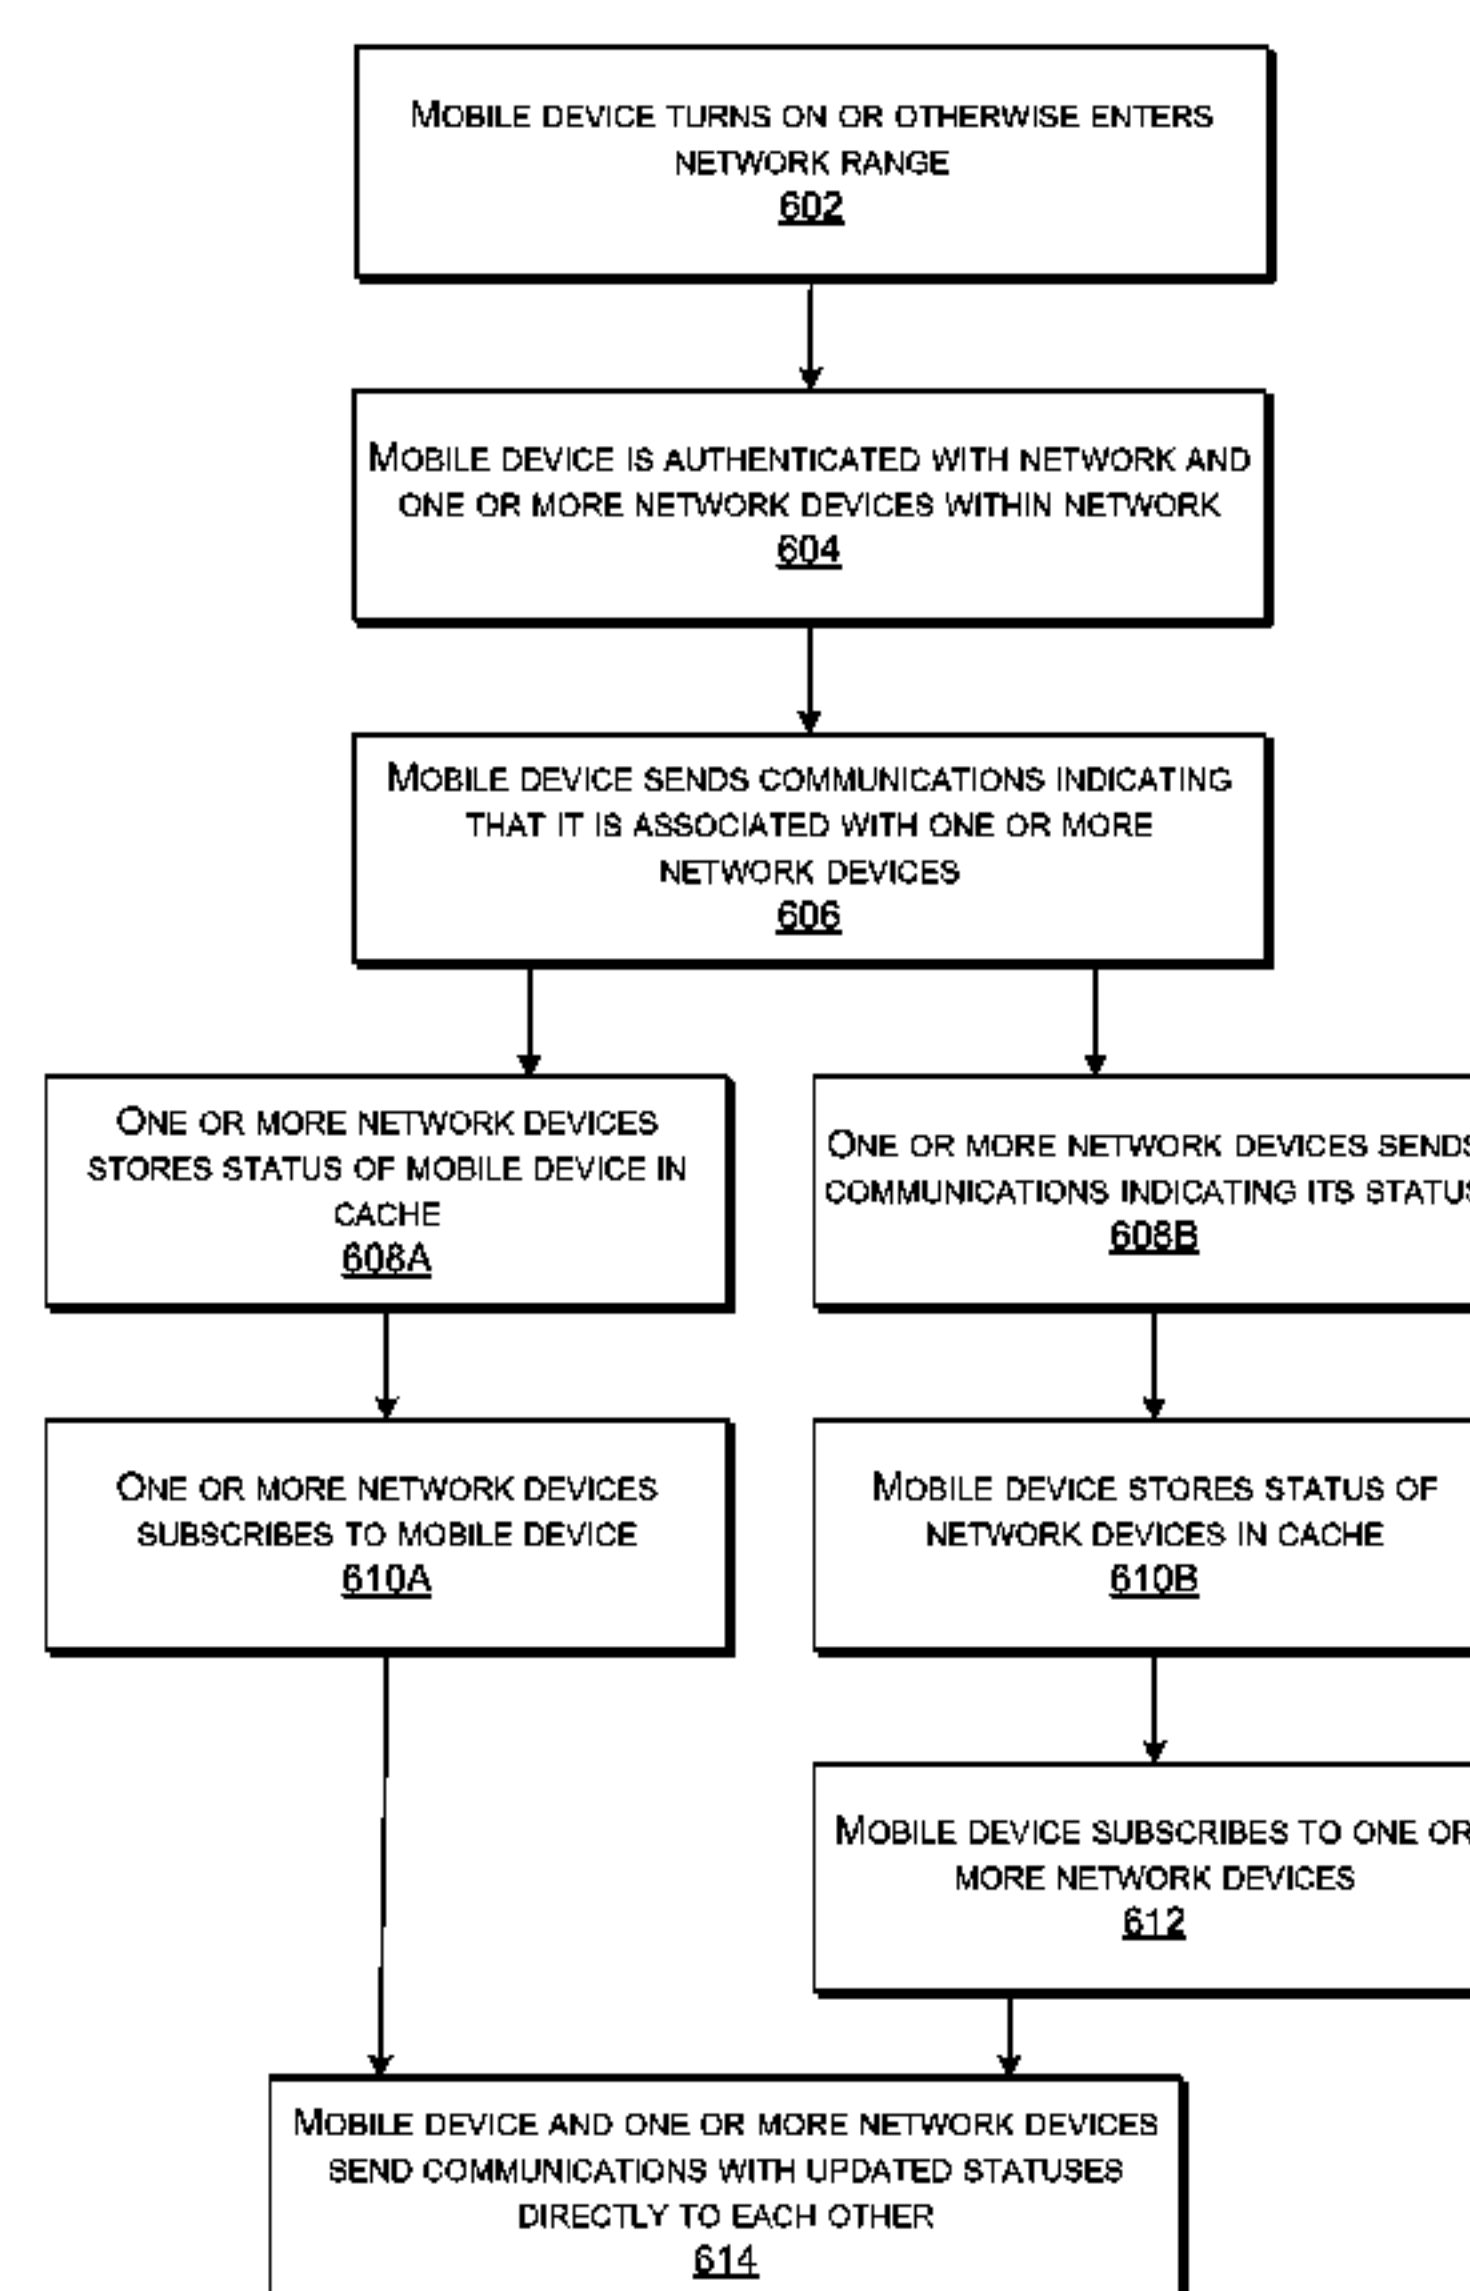 MOBILE DEVICE TURNS ON OR OTHERWISE ENTERS
NETWORK RANGE
602
MOBILE DEVICE IS AUTHENTICATED WITH NETWORK AND
ONE OR MORE NETWORK DEVICES WITHIN NETWORK
604
MOBILE DEVICE SENDS COMMUNICATIONS INDICATING
THAT IT IS ASSOCIATED WITH ONE OR MORE
NETWORK DEVICES
606
ONE OR MORE NETWORK DEVICES
STORES STATUS OF MOBILE DEVICE IN
CACHE
608A
ONE OR MORE NETWORK DEVICES SENDS
COMMUNICATIONS INDICATING ITS STATUS
608B
ONE OR MORE NETWORK DEVICES
SUBSCRIBES TO MOBILE DEVICE
610A
MOBILE DEVICE STORES STATUS OF
NETWORK DEVICES IN CACHE
610B
MOBILE DEVICE SUBSCRIBES TO ONE OR
MORE NETWORK DEVICES
612
MOBILE DEVICE AND ONE OR MORE NETWORK DEVICES
SEND COMMUNICATIONS WITH UPDATED STATUSES
DIRECTLY TO EACH OTHER
614